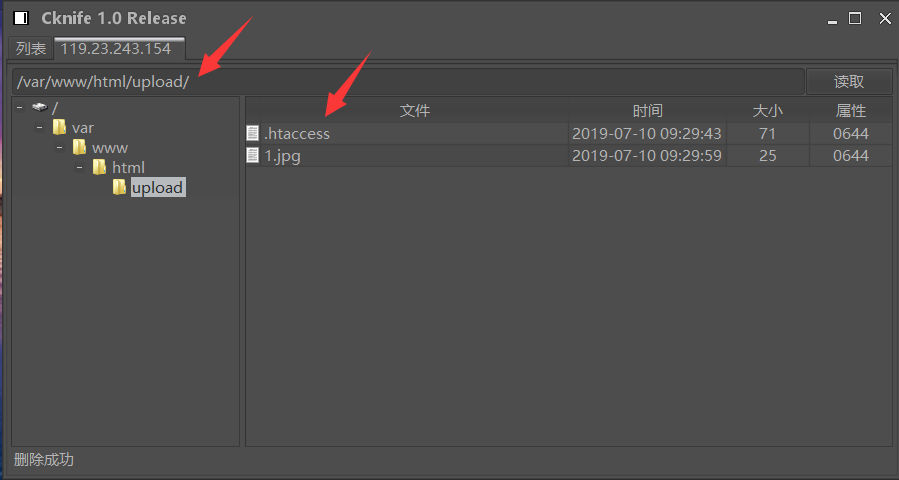 Cknife 1.0 Release
列表 119.23.243.154
/var/www/html/upload/ 读取
/ 
var
www
html
upload
文件 时间 大小 属性
.htaccess 2019-07-10 09:29:43 71 0644
1.jpg 2019-07-10 09:29:59 25 0644
删除成功